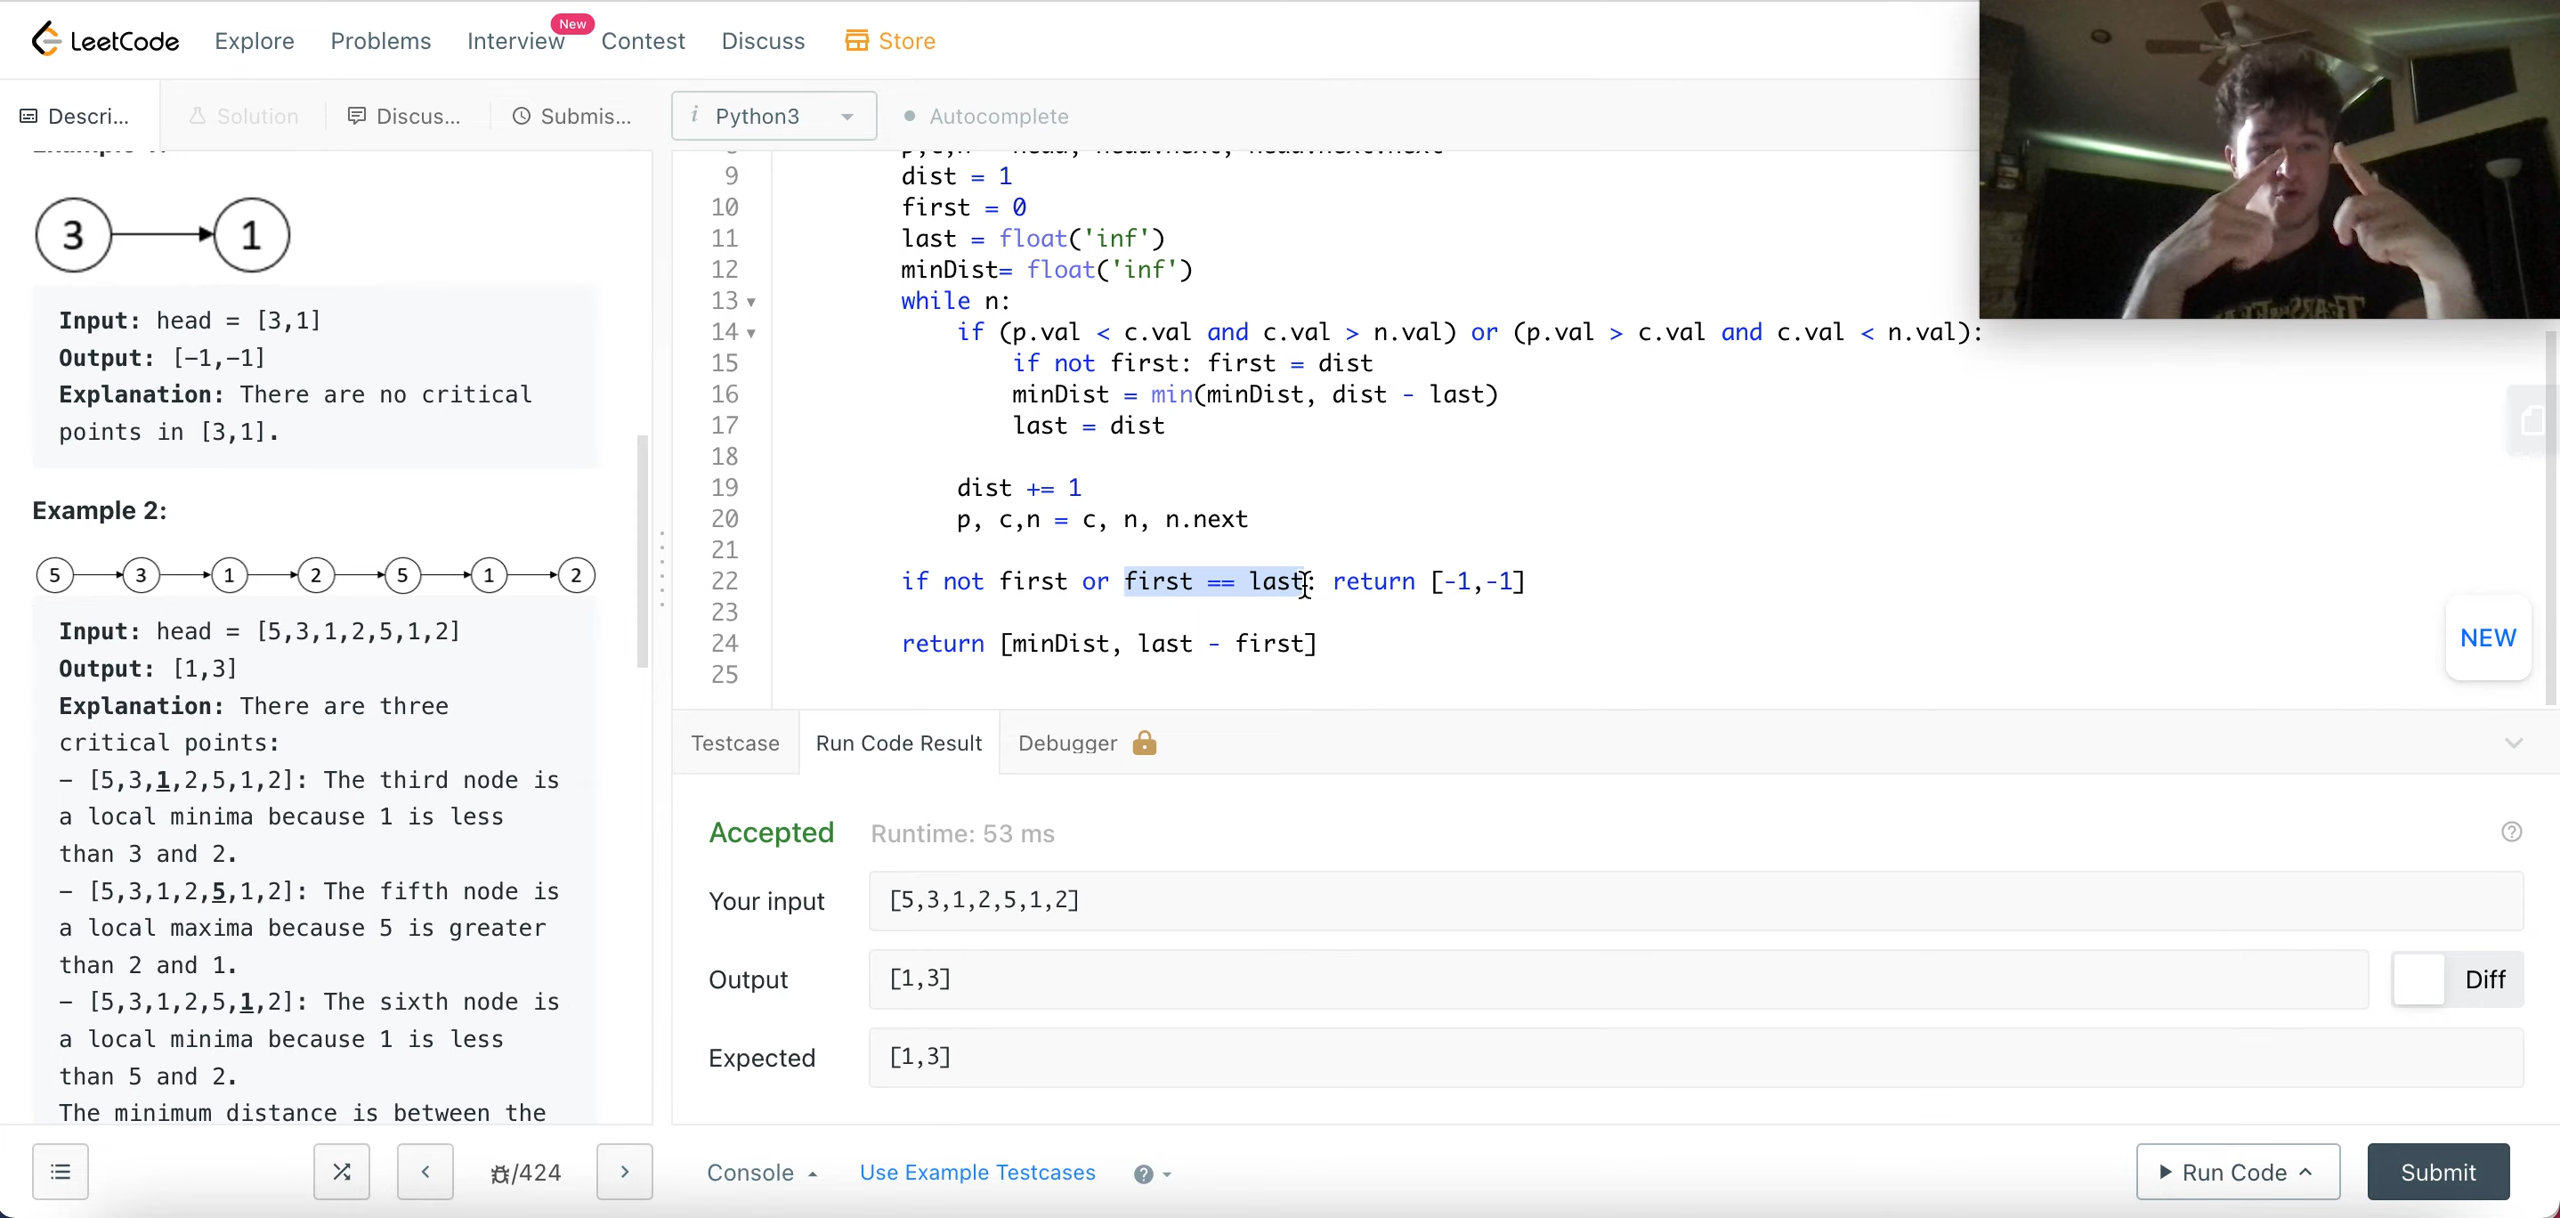 LeetCode
Explore
Problems
Interview
New
Contest
Discuss
Store
Descri...
Solution
Discus...
Submis...
i Python3
Autocomplete
3 1
Input: head = [3,1]
Output: [-1,-1]
Explanation: There are no critical
points in [3,1].
Example 2:
5 3 1 2 5 1 2
Input: head = [5,3,1,2,5,1,2]
Output: [1,3]
Explanation: There are three
critical points:
- [5,3,1,2,5,1,2]: The third node is
a local minima because 1 is less
than 3 and 2.
- [5,3,1,2,5,1,2]: The fifth node is
a local maxima because 5 is greater
than 2 and 1.
- [5,3,1,2,5,1,2]: The sixth node is
a local minima because 1 is less
than 5 and 2.
The minimum distance is between the
9 dist = 1
10 first = 0
11 last = float('inf')
12 minDist= float('inf')
13 while n:
14 if (p.val < c.val and c.val > n.val) or (p.val > c.val and c.val < n.val):
15 if not first: first = dist
16 minDist = min(minDist, dist - last)
17 last = dist
18
19 dist += 1
20 p, c,n = c, n, n.next
21
22 if not first or first == last: return [-1,-1]
23
24 return [minDist, last - first]
25
NEW
Testcase
Run Code Result
Debugger
Accepted Runtime: 53 ms
Your input [5,3,1,2,5,1,2]
Output [1,3]
Diff
Expected [1,3]
/424
Console
Use Example Testcases
Run Code
Submit